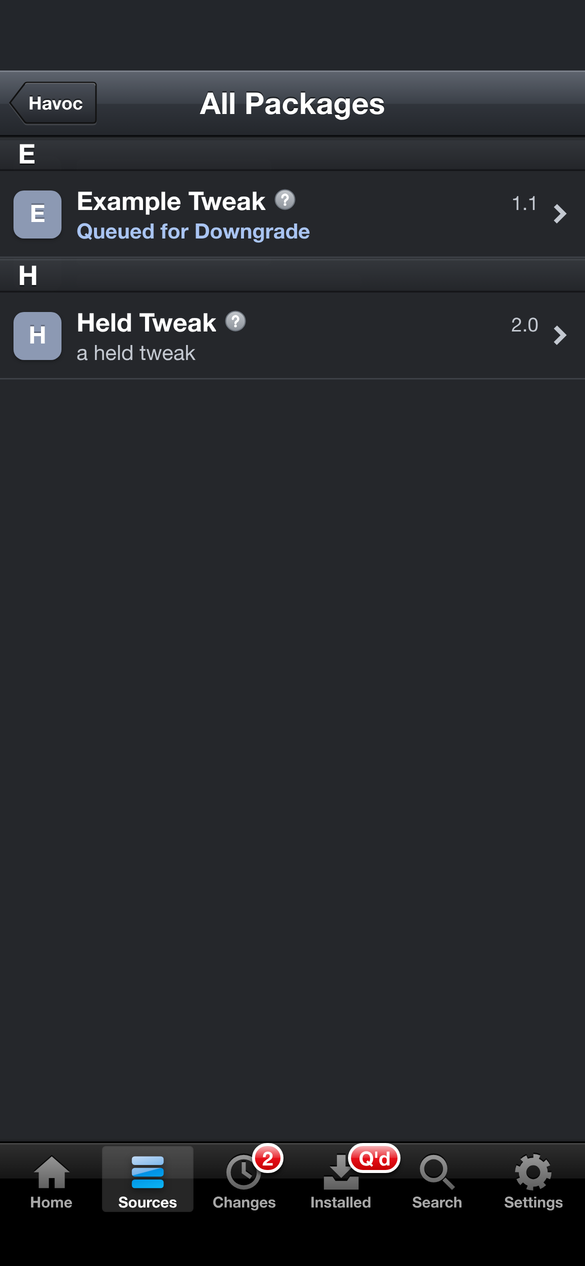 Havoc
All Packages
E
E
Example Tweak ?
1.1
Queued for Downgrade
H
H
Held Tweak ?
2.0
a held tweak
2
Q'd
Home
Sources
Changes
Installed
Search
Settings